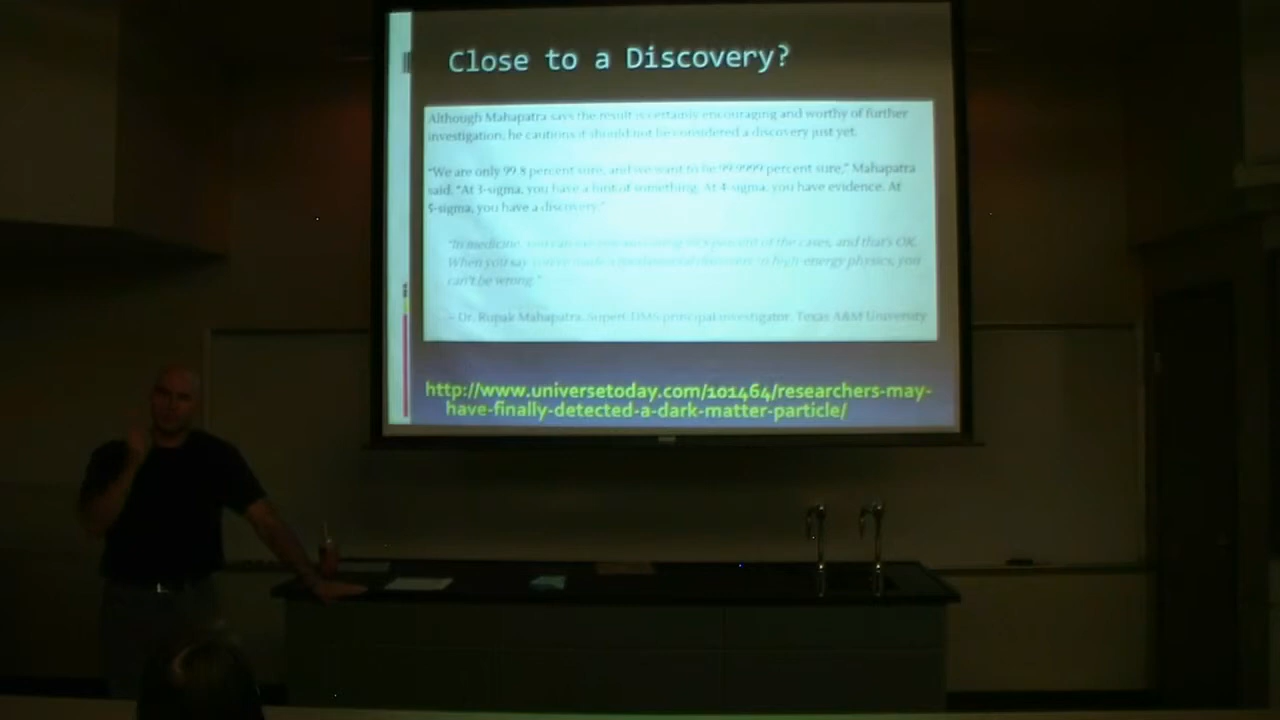 Close to a Discovery?
Although Mahapatra says the result is certainly encouraging and worthy of further
investigation, he cautions it should not be considered a discovery just yet.
"We are only 99.8 percent sure, and we want to be 99.9999 percent sure," Mahapatra
said. "At 3-sigma, you have a hint of something. At 4-sigma, you have evidence. At
5-sigma, you have a discovery."
"In medicine, you can percent of the cases, and that's OK.
When you say in high-energy physics, you
can't be wrong."
– Dr. Rupak Mahapatra, SuperCDMS principal investigator, Texas A&M University
http://www.universetoday.com/101464/researchers-may-
have-finally-detected-a-dark-matter-particle/